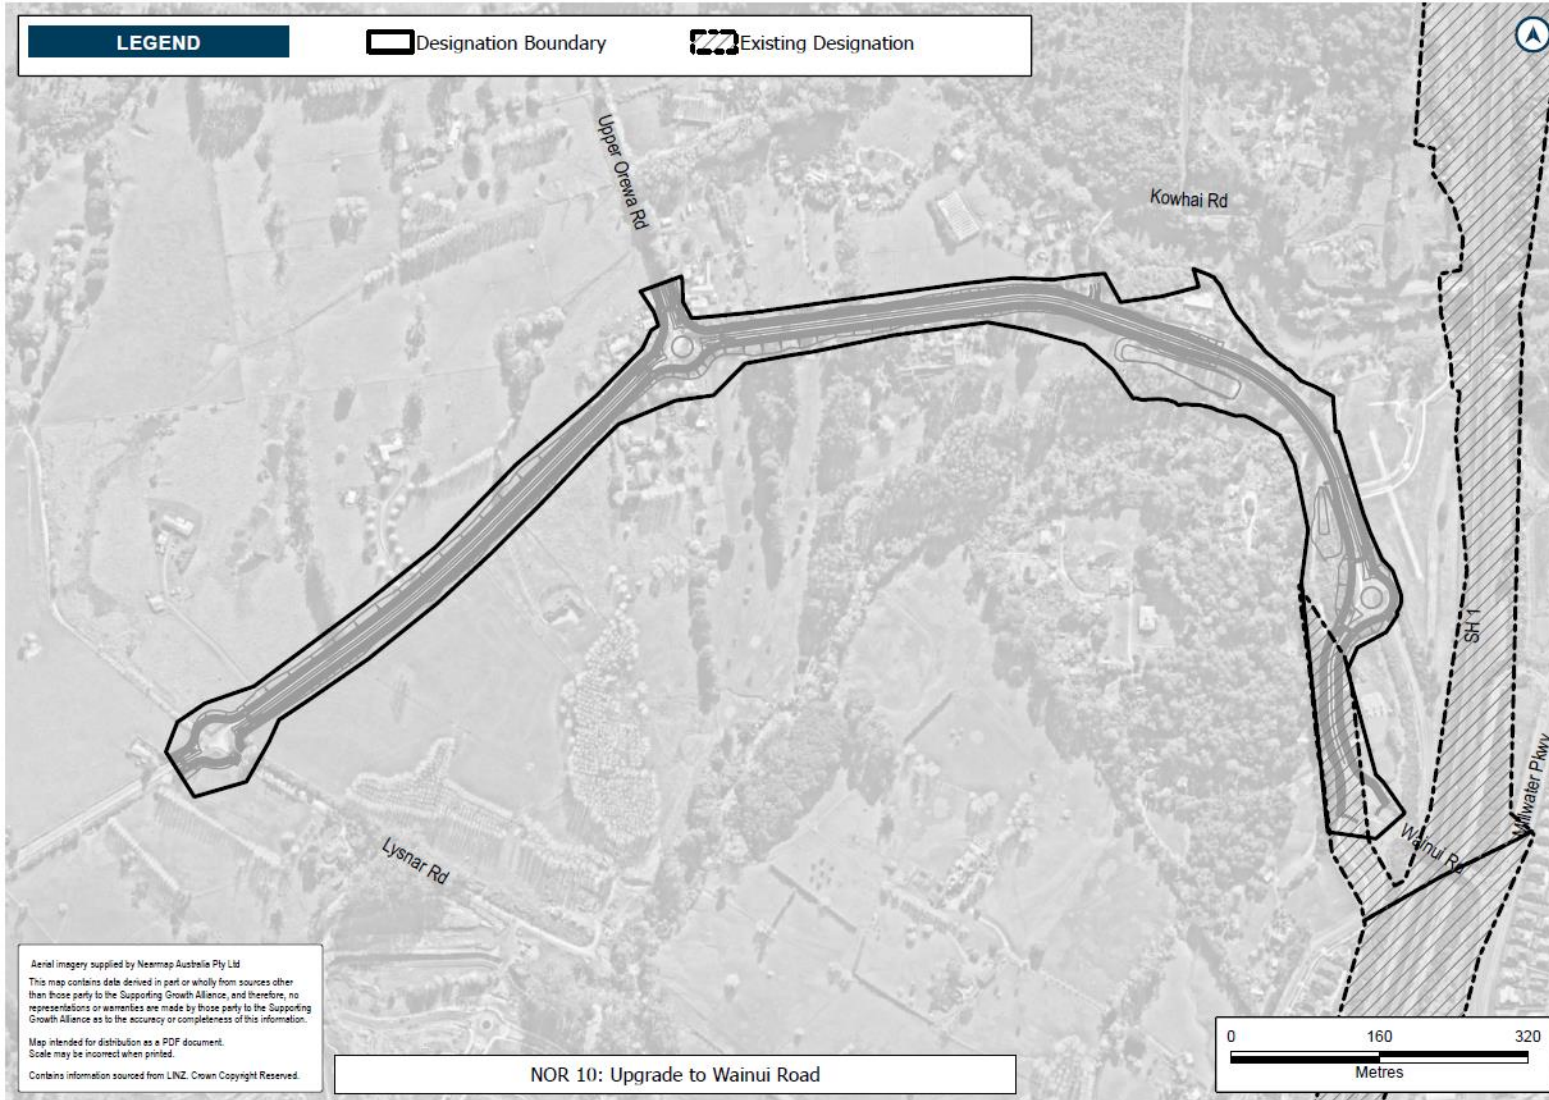 LEGEND
Designation Boundary
Existing Designation
Upper Orewa Rd
Kowhai Rd
SH 1
Millwater Pkwy
Wainui Rd
Lysnar Rd
Aerial imagery supplied by Nearmap Australia Pty Ltd
This map contains data derived in part or wholly from sources other
than those party to the Supporting Growth Alliance, and therefore, no
representations or warranties are made by those party to the Supporting
Growth Alliance as to the accuracy or completeness of this information.
Map intended for distribution as a PDF document.
Scale may be incorrect when printed.
Contains information sourced from LINZ. Crown Copyright Reserved.
NOR 10: Upgrade to Wainui Road
0 160 320
Metres